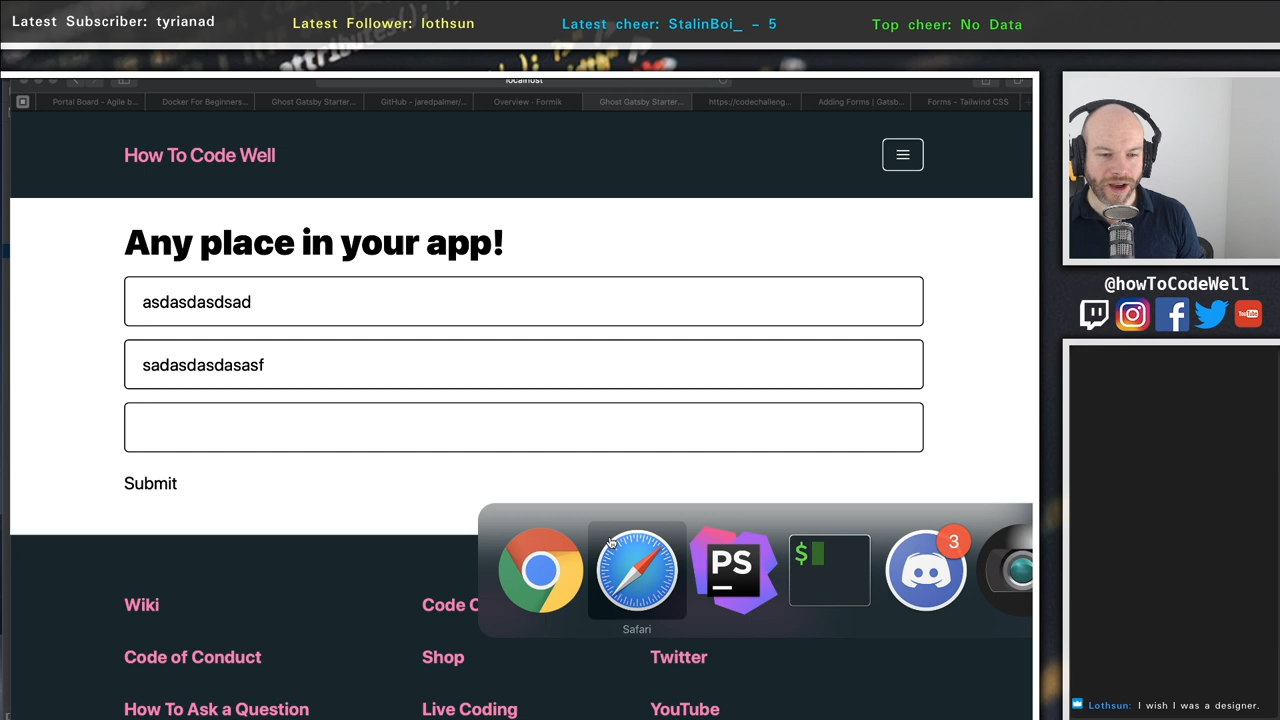 Latest Subscriber: tyrianad
Latest Follower: lothsun
Latest cheer: StalinBoi_ - 5
Top cheer: No Data
localhost
Portal Board - Agile b...
Docker For Beginners...
Ghost Gatsby Starter...
GitHub - jaredpalmer/...
Overview · Formik
Ghost Gatsby Starter...
https://codechalleng...
Adding Forms | Gatsb...
Forms - Tailwind CSS
How To Code Well
Any place in your app!
asdasdasdsad
sadasdasdasasf
Submit
PS
$
3
Safari
Wiki
Code C
Code of Conduct
Shop
Twitter
How To Ask a Question
Live Coding
YouTube
@howToCodeWell
Lothsun: I wish I was a designer.